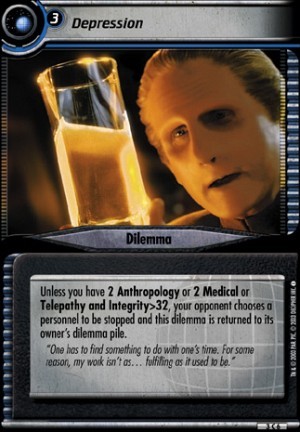 3 Depression
Dilemma
Unless you have 2 Anthropology or 2 Medical or
Telepathy and Integrity>32, your opponent chooses a
personnel to be stopped and this dilemma is returned to its
owner's dilemma pile.
"One has to find something to do with one's time. For some
reason, my work isn't as… fulfilling as it used to be."
3 C 6